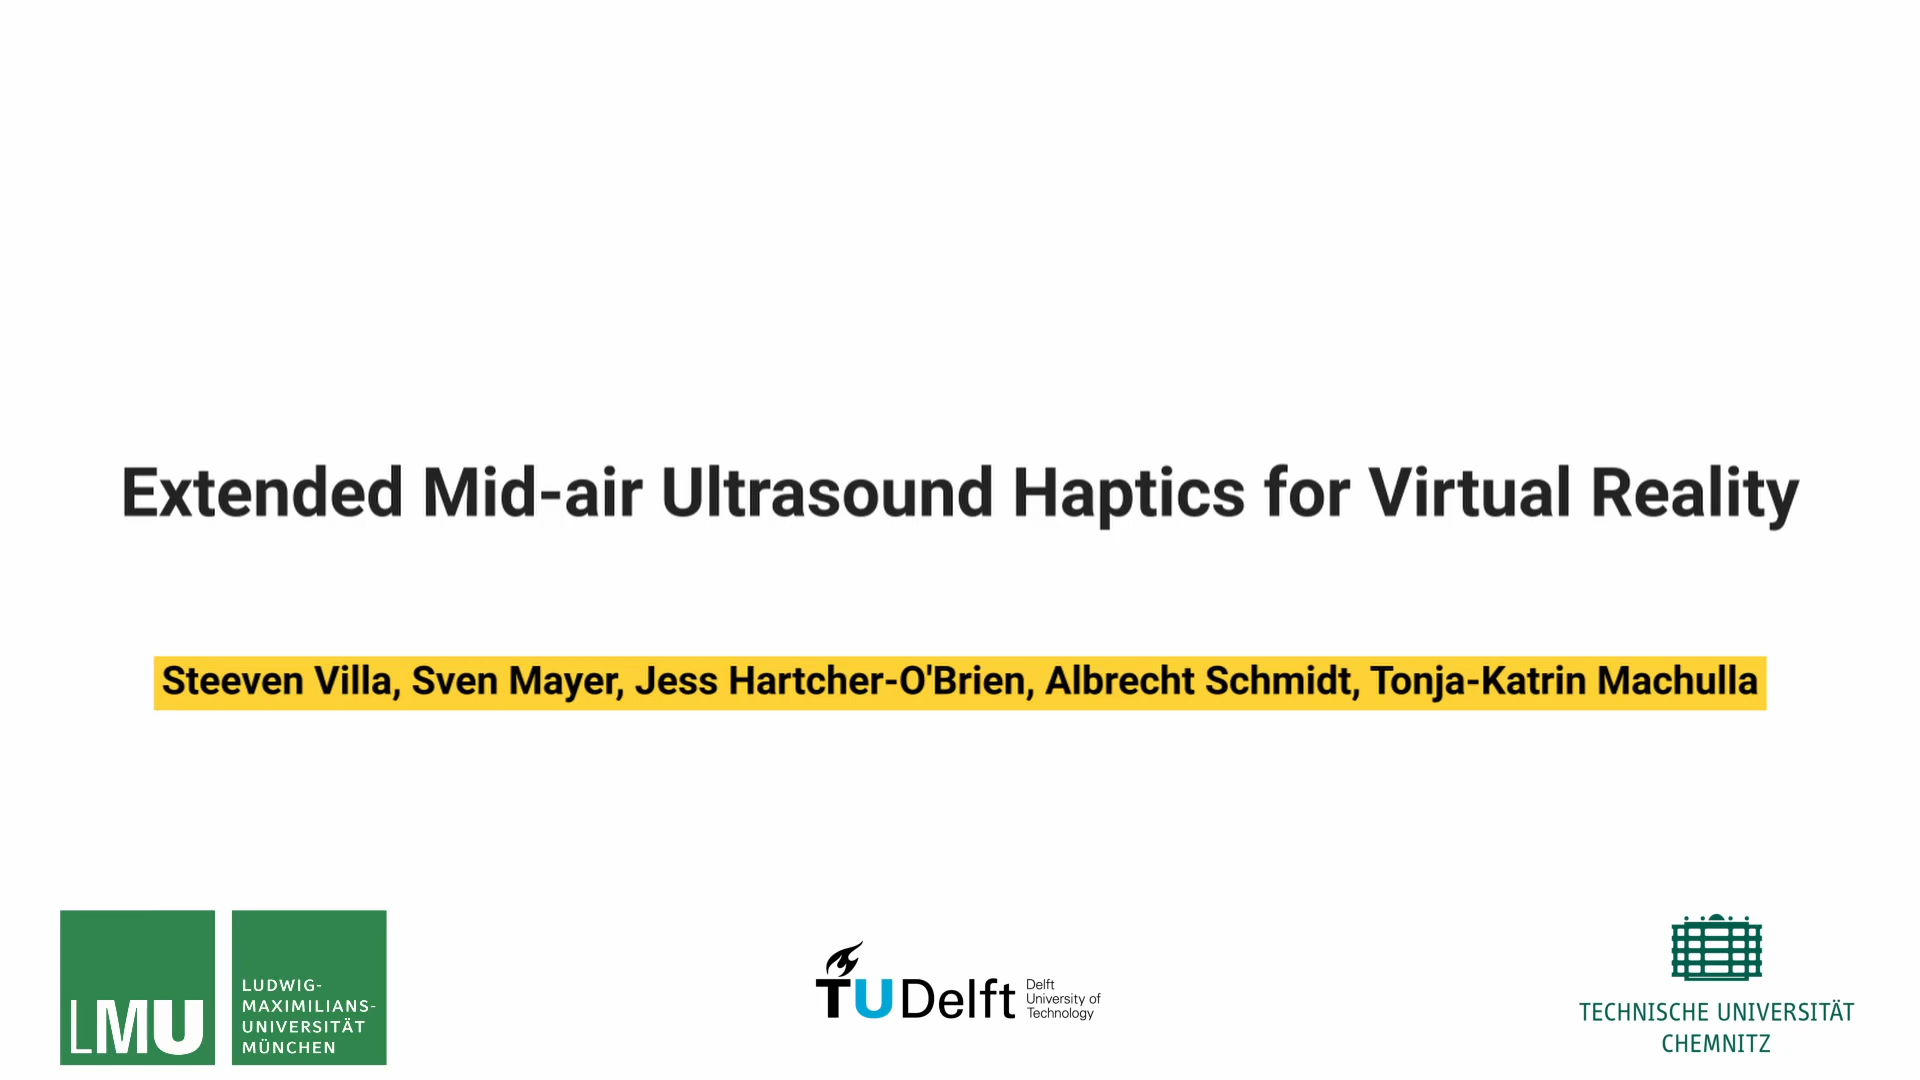 Extended Mid-air Ultrasound Haptics for Virtual Reality
Steeven Villa, Sven Mayer, Jess Hartcher-O'Brien, Albrecht Schmidt, Tonja-Katrin Machulla
LMU
LUDWIG-
MAXIMILIANS-
UNIVERSITÄT
MÜNCHEN
TUDelft
Delft
University of
Technology
TECHNISCHE UNIVERSITÄT
CHEMNITZ